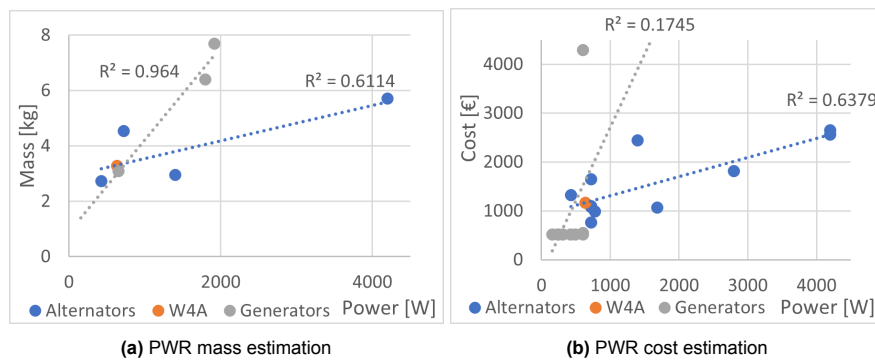 8
6
4
2
0
Mass [kg]
R² = 0.964
R² = 0.6114
0
2000
4000
Power [W]
Alternators
W4A
Generators
(a) PWR mass estimation
4000
3000
2000
1000
0
Cost [€]
R² = 0.1745
R² = 0.6379
0
1000
2000
3000
4000
Power [W]
Alternators
W4A
Generators
(b) PWR cost estimation